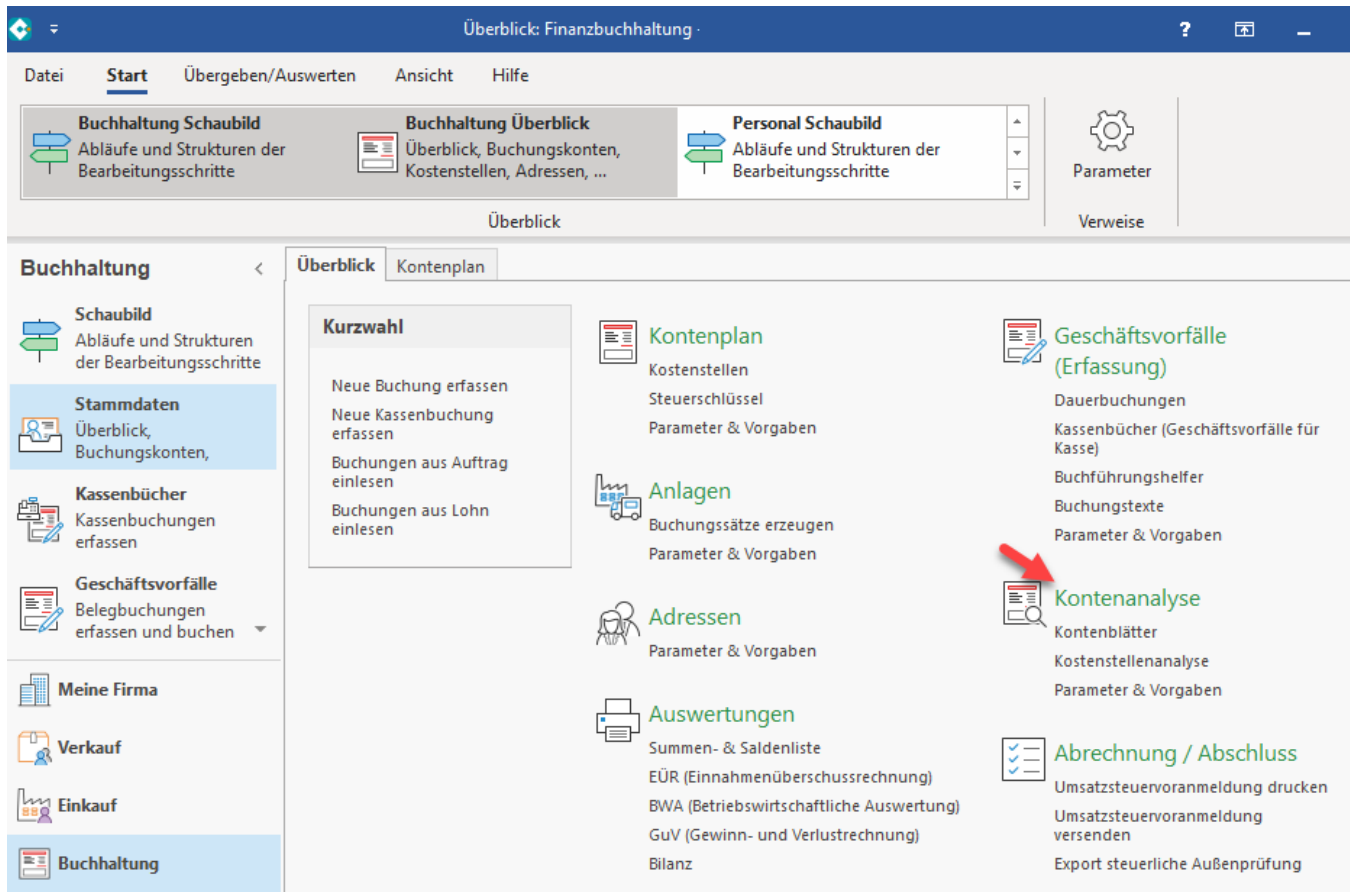 Überblick: Finanzbuchhaltung ·
?
Datei Start Übergeben/Auswerten Ansicht Hilfe
Buchhaltung Schaubild
Abläufe und Strukturen der
Bearbeitungsschritte
Buchhaltung Überblick
Überblick, Buchungskonten,
Kostenstellen, Adressen, ...
Personal Schaubild
Abläufe und Strukturen der
Bearbeitungsschritte
Parameter
Überblick
Verweise
Buchhaltung
Schaubild
Abläufe und Strukturen
der Bearbeitungsschritte
Stammdaten
Überblick,
Buchungskonten,
Kassenbücher
Kassenbuchungen
erfassen
Geschäftsvorfälle
Belegbuchungen
erfassen und buchen
Meine Firma
Verkauf
Einkauf
Buchhaltung
Überblick Kontenplan
Kurzwahl
Neue Buchung erfassen
Neue Kassenbuchung
erfassen
Buchungen aus Auftrag
einlesen
Buchungen aus Lohn
einlesen
Kontenplan
Kostenstellen
Steuerschlüssel
Parameter & Vorgaben
Anlagen
Buchungssätze erzeugen
Parameter & Vorgaben
Adressen
Parameter & Vorgaben
Auswertungen
Summen- & Saldenliste
EÜR (Einnahmenüberschussrechnung)
BWA (Betriebswirtschaftliche Auswertung)
GuV (Gewinn- und Verlustrechnung)
Bilanz
Geschäftsvorfälle
(Erfassung)
Dauerbuchungen
Kassenbücher (Geschäftsvorfälle für
Kasse)
Buchführungshelfer
Buchungstexte
Parameter & Vorgaben
Kontenanalyse
Kontenblätter
Kostenstellenanalyse
Parameter & Vorgaben
Abrechnung / Abschluss
Umsatzsteuervoranmeldung drucken
Umsatzsteuervoranmeldung
versenden
Export steuerliche Außenprüfung